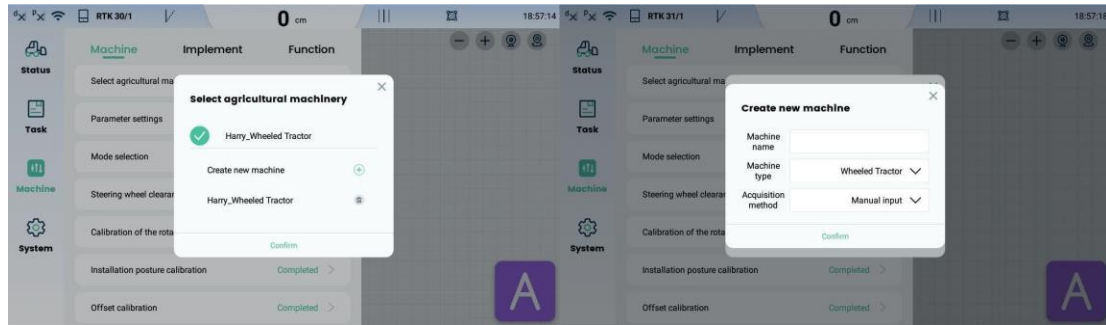 RTK 30/1
0 cm
18:57:14
Status
Task
Machine
System
Machine Implement Function
Select agricultural ma
Parameter settings
Mode selection
Steering wheel clearan
Calibration of the rota
Installation posture calibration Completed
Offset calibration Completed
Select agricultural machinery
Harry_Wheeled Tractor
Create new machine
Harry_Wheeled Tractor
Confirm
A
RTK 31/1
0 cm
18:57:18
Status
Task
Machine
System
Machine Implement Function
Select agricultural ma
Parameter settings
Mode selection
Steering wheel clearan
Calibration of the rota
Installation posture calibration Completed
Offset calibration Completed
Create new machine
Machine
name
Machine
type
Wheeled Tractor
Acquisition
method
Manual input
Confirm
A